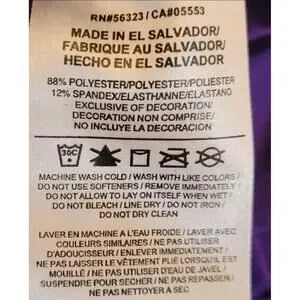 RN#56323 / CA#05553
MADE IN EL SALVADOR/
FABRIQUE AU SALVADOR/
HECHO EN EL SALVADOR
88% POLYESTER/POLYESTER/POLIESTER
12% SPANDEX/ELASTHANNE/ELASTANO
EXCLUSIVE OF DECORATION/
DECORATION NON COMPRISE/
NO INCLUYE LA DECORACION
30C
MACHINE WASH COLD / WASH WITH LIKE COLORS /
DO NOT USE SOFTENERS / REMOVE IMMEDIATELY /
DO NOT ALLOW TO LAY ON ITSELF WHEN WET /
DO NOT BLEACH / LINE DRY / DO NOT IRON /
DO NOT DRY CLEAN
LAVER EN MACHINE A L'EAU FROIDE / LAVER AVEC
COULEURS SIMILAIRES / NE PAS UTILISER
D'ADOUCISSEUR / ENLEVER IMMEDIATEMENT /
NE PAS LAISSER LE VÊTEMENT PLIE LORSQU'IL EST
MOUILLÉ / NE PAS UTILISER D'EAU DE JAVEL /
SUSPENDRE POUR SECHER / NE PAS REPASSER /
NE PAS NETTOYER A SEC